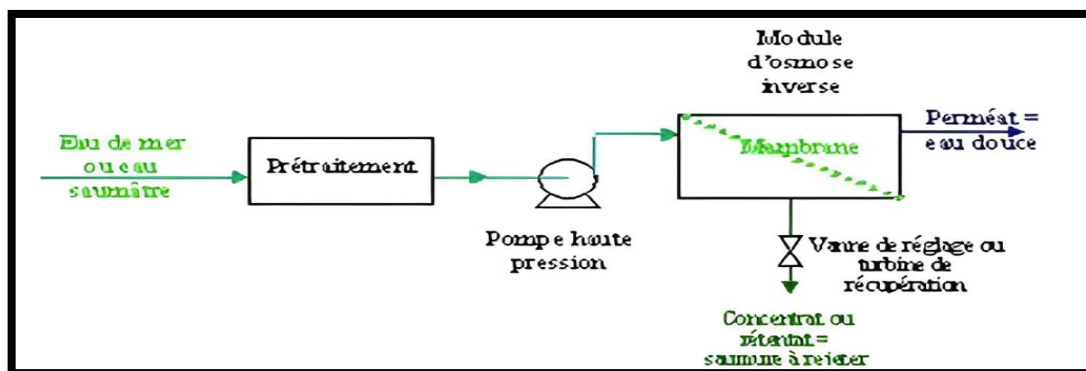 Eau de mer
ou eau
saumâtre
Prétraitement
Pompe haute
pression
Module
d'osmose
inverse
Membrane
Perméat =
eau douce
Vanne de réglage ou
turbine de
récupération
Concentrat ou
rétentat =
saumure à rejeter